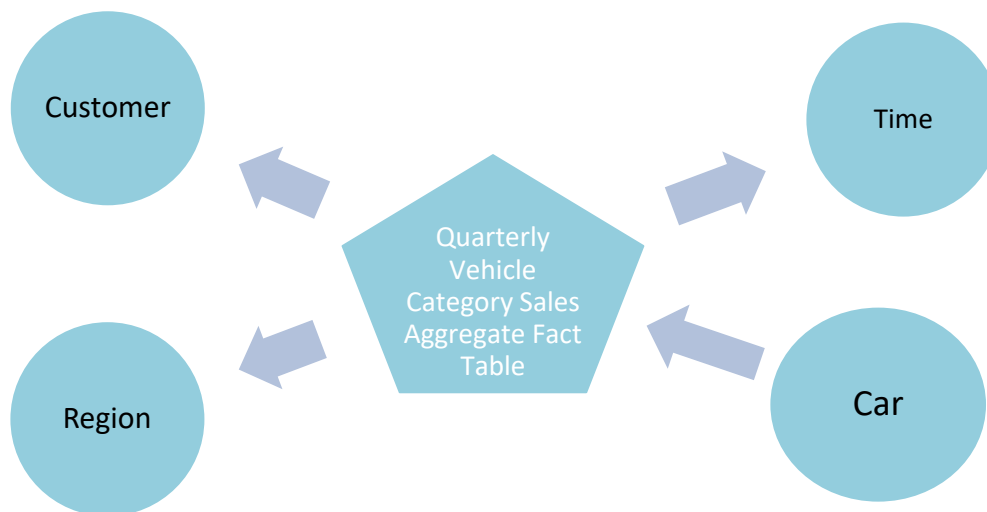 Customer
Time
Quarterly
Vehicle
Category Sales
Aggregate Fact
Table
Region
Car